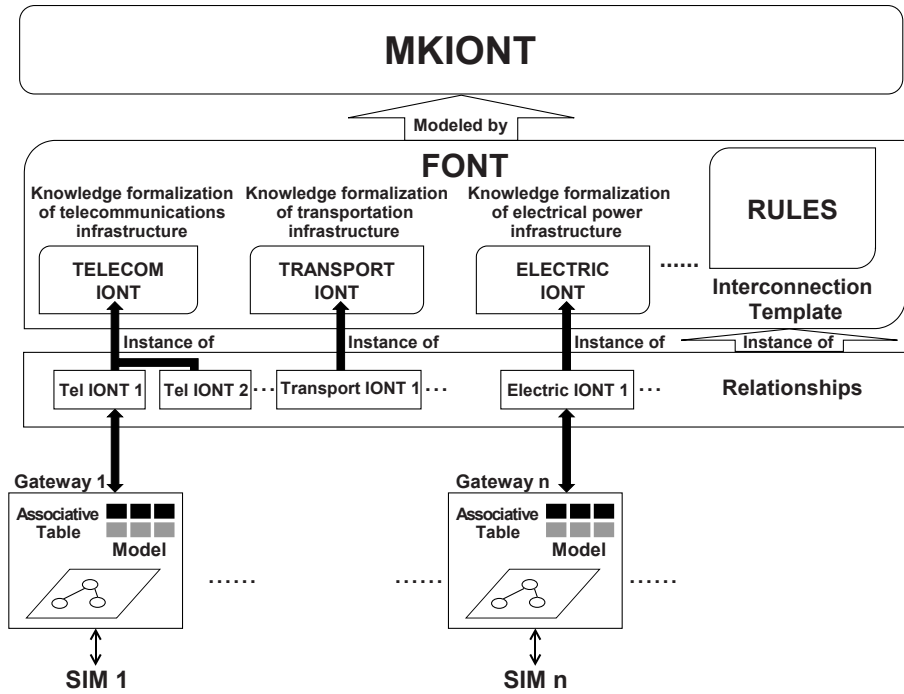 MKIONT
Modeled by
FONT
Knowledge formalization
of telecommunications
infrastructure
Knowledge formalization
of transportation
infrastructure
Knowledge formalization
of electrical power
infrastructure
RULES
TELECOM
IONT
TRANSPORT
IONT
ELECTRIC
IONT
......
Interconnection
Template
Instance of
Instance of
Instance of
Instance of
Tel IONT 1
Tel IONT 2
...
Transport IONT 1
...
Electric IONT 1
...
Relationships
Gateway 1
Associative
Table
Model
......
SIM 1
......
Gateway n
Associative
Table
Model
......
SIM n